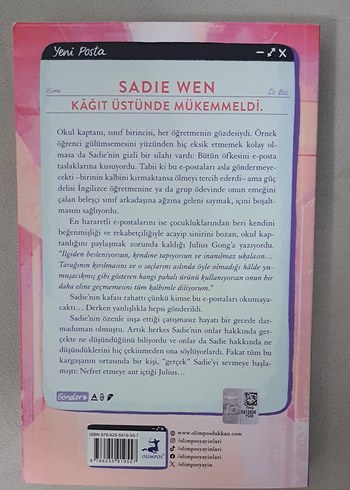 Yeni Posta
Kime
Cc Bcc
SADIE WEN
KÂĞIT ÜSTÜNDE MÜKEMMELDİ.
Okul kaptanı, sınıf birincisi, her öğretmenin gözdesiydi. Örnek
öğrenci gülümsemesini yüzünden hiç eksik etmemek kolay ol-
masa da Sadie'nin gizli bir silahı vardı: Bütün öfkesini e-posta
taslaklarına kusuyordu. Tabii ki bu e-postaları asla göndermeye-
cekti –birinin kalbini kırmaktansa ölmeyi tercih ederdi– ama güç
delisi İngilizce öğretmenine ya da grup ödevinde onun emeğini
çalan beleşçi sınıf arkadaşına ağzına geleni saymak, içini boşalt-
masını sağlıyordu.
En hararetli e-postalarını ise çocukluklarından beri kendini
beğenmişliği ve rekabetçiliğiyle acayip sinirini bozan, okul kap-
tanlığını paylaşmak zorunda kaldığı Julius Gong'a yazıyordu.
"İlgiden besleniyorsun, kendine tapıyorsun ve inanılmaz ukalasın...
Tarağının kırılmasını ve o saçlarını aslında öyle olmadığı hâlde yu-
muşacıkmış gibi gösteren hangi pahalı ürünü kullanıyorsan onun bir
daha eline geçmemesini tüm kalbimle diliyorum."
Sadie'nin kafası rahattı çünkü kimse bu e-postaları okumaya-
caktı... Derken yanlışlıkla hepsi gönderildi.
Sadie'nin özenle inşa ettiği çatışmasız hayatı bir gecede dar-
madurman olmuştu. Artık herkes Sadie'nin onlar hakkında ger-
çekte ne düşündüğünü biliyordu ve onlar da Sadie hakkında ne
düşündüklerini hiç çekinmeden ona söylüyorlardı. Fakat tüm bu
kargaşanın ortasında bir kişi, "gerçek" Sadie'yi sevmeye başla-
mıştı: Nefret etmeye ant içtiği Julius...
Gönder
OLIMPOS
www.olimposdukkan.com
/olimposyayinlari
/olimposyayinlari
/olimposyayinlari
/olimposyayin